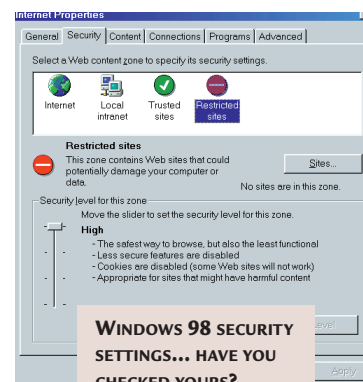 Internet Properties
General Security Content Connections Programs Advanced
Select a Web content zone to specify its security settings.
Internet
Local intranet
Trusted sites
Restricted sites
Restricted sites
This zone contains Web sites that could
potentially damage your computer or
data.
Sites...
No sites are in this zone.
Security level for this zone
Move the slider to set the security level for this zone.
High
- The safest way to browse, but also the least functional
- Less secure features are disabled
- Cookies are disabled (some Web sites will not work)
- Appropriate for sites that might have harmful content
Level
WINDOWS 98 SECURITY
SETTINGS... HAVE YOU
CHECKED YOURS?
Apply